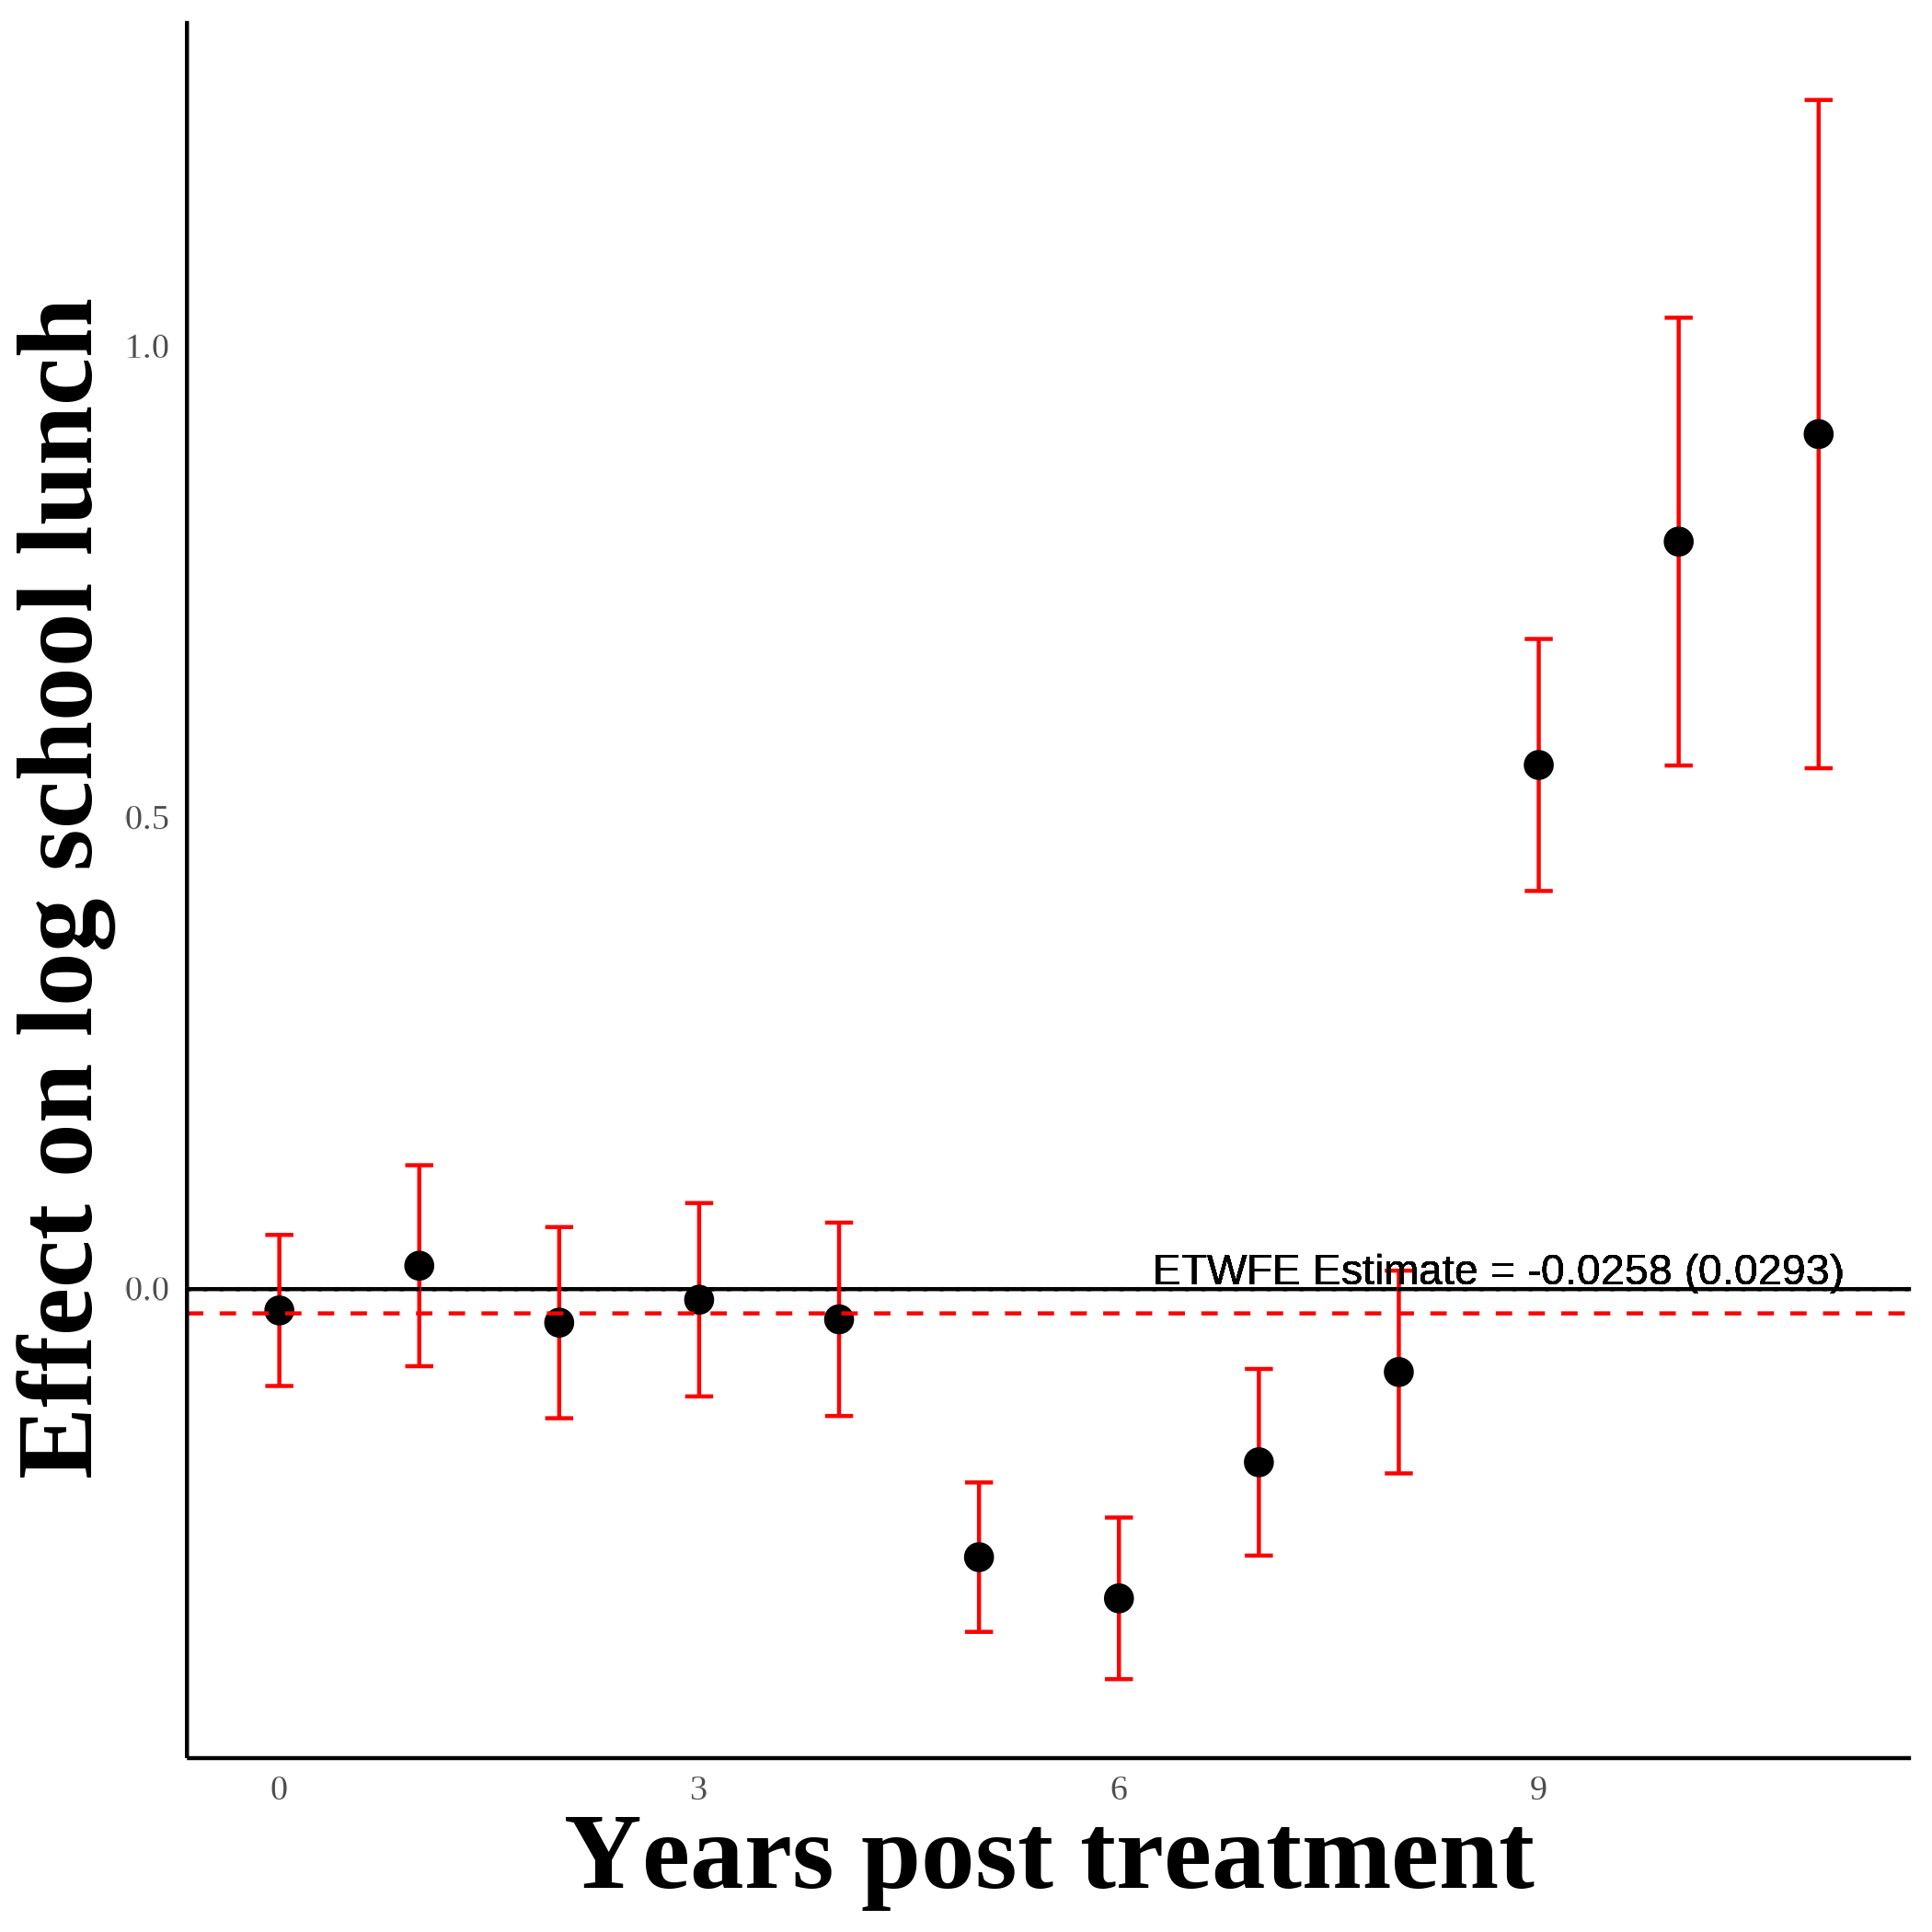 Effect on log school lunch
1.0
0.5
0.0
ETWFE Estimate = -0.0258 (0.0293)
0 3 6 9
Years post treatment